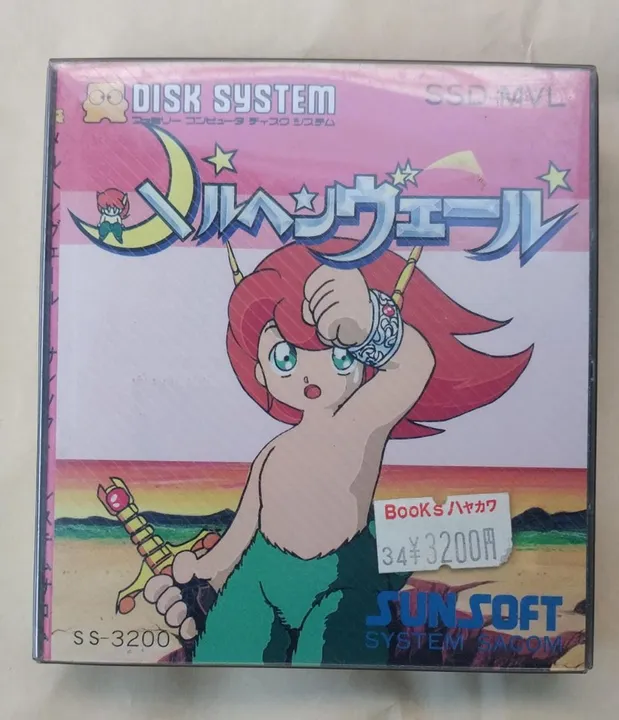 DISK SYSTEM
ファミリー コンピュータ ディスク システム
SSD-MVL
メルヘンヴェール
BOOKS ハヤカワ
34 ¥3200円
SUNSOFT
SYSTEM SACOM
SS-3200